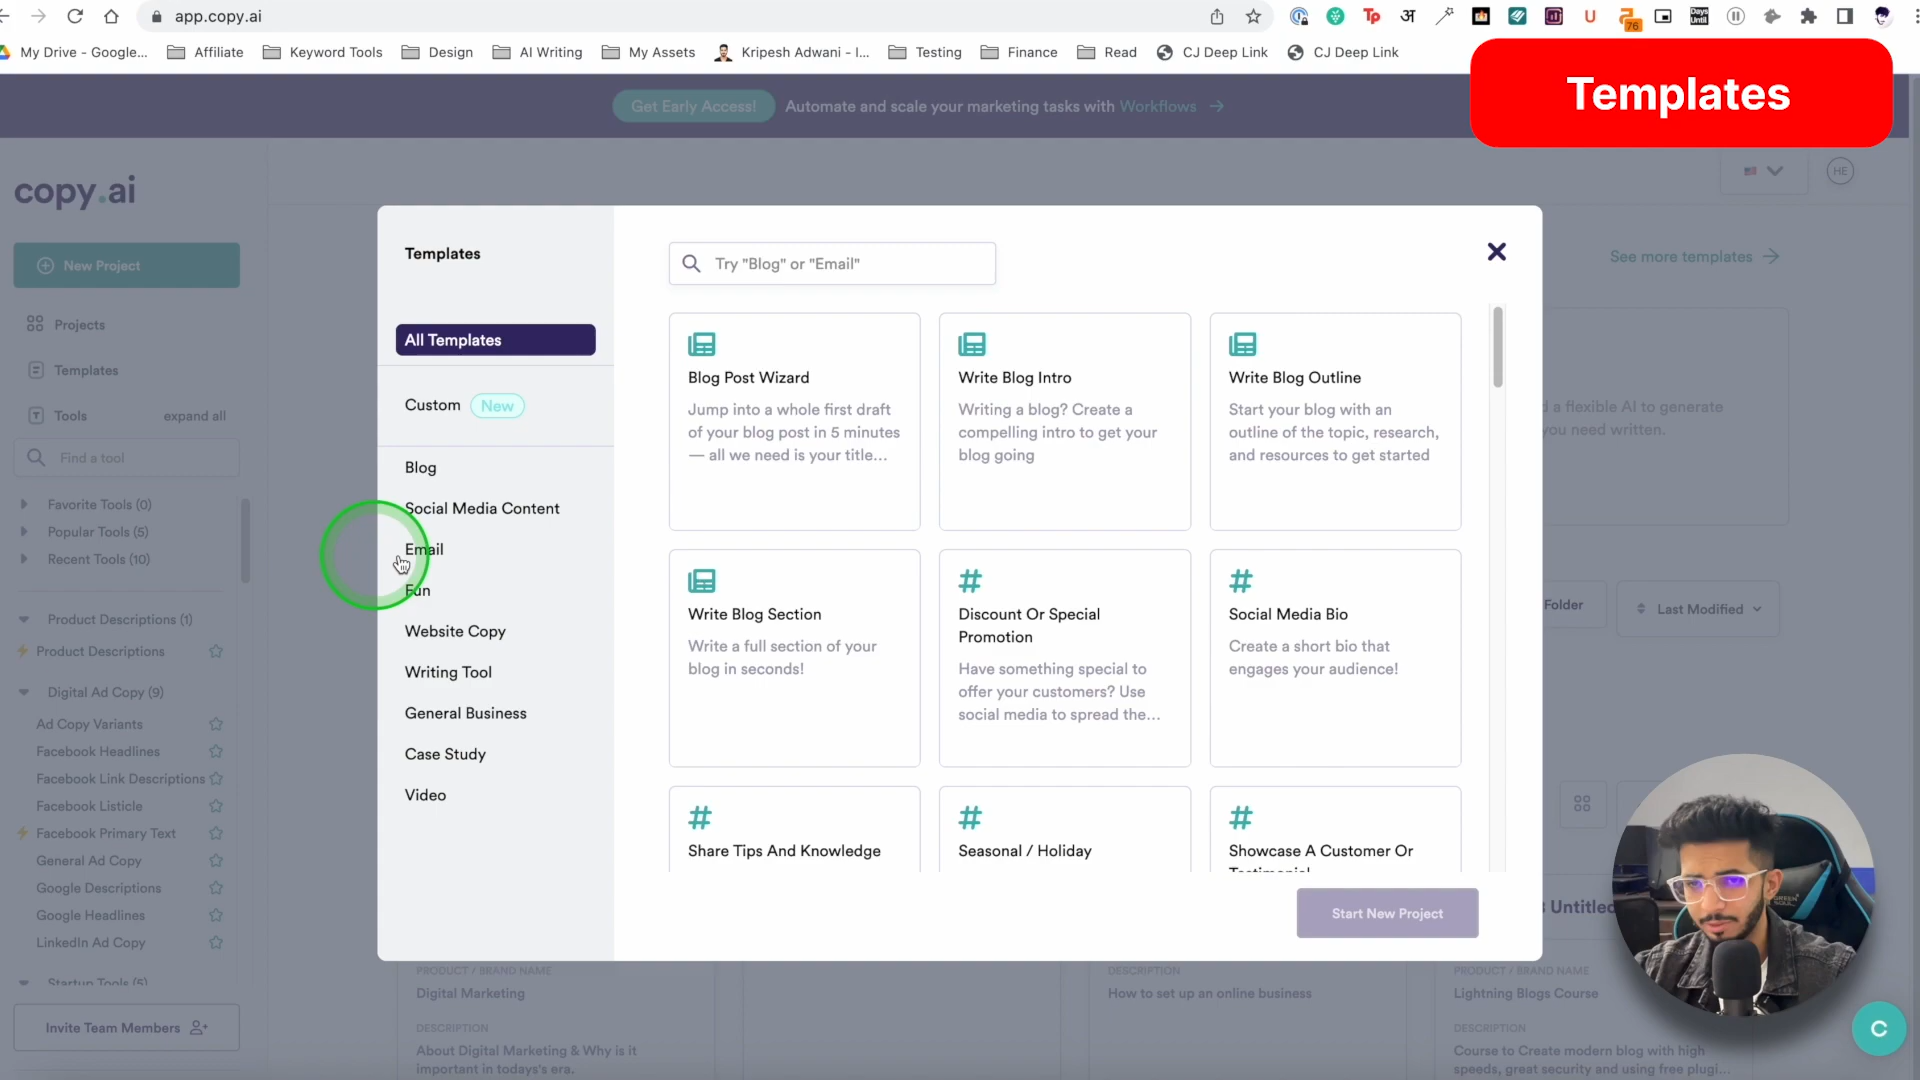 app.copy.ai
76
Days Until
My Drive - Google...
Affiliate
Keyword Tools
Design
AI Writing
My Assets
Kripesh Adwani - I...
Testing
Finance
Read
CJ Deep Link
CJ Deep Link
Templates
Get Early Access!
Automate and scale your marketing tasks with Workflows
copy.ai
HE
New Project
Projects
Templates
Tools
expand all
Find a tool
Favorite Tools (0)
Popular Tools (5)
Recent Tools (10)
Product Descriptions (1)
Product Descriptions
Digital Ad Copy (9)
Ad Copy Variants
Facebook Headlines
Facebook Link Descriptions
Facebook Listicle
Facebook Primary Text
General Ad Copy
Google Descriptions
Google Headlines
LinkedIn Ad Copy
Startup Tools (5)
Invite Team Members
Templates
All Templates
Custom
New
Blog
Social Media Content
Email
Fun
Website Copy
Writing Tool
General Business
Case Study
Video
Try "Blog" or "Email"
Blog Post Wizard
Jump into a whole first draft
of your blog post in 5 minutes
— all we need is your title...
Write Blog Intro
Writing a blog? Create a
compelling intro to get your
blog going
Write Blog Outline
Start your blog with an
outline of the topic, research,
and resources to get started
Write Blog Section
Write a full section of your
blog in seconds!
Discount Or Special
Promotion
Have something special to
offer your customers? Use
social media to spread the...
Social Media Bio
Create a short bio that
engages your audience!
Share Tips And Knowledge
Seasonal / Holiday
Showcase A Customer Or
Testimonial
Start New Project
See more templates
d a flexible AI to generate
you need written.
Folder
Last Modified
Untitled
PRODUCT / BRAND NAME
Digital Marketing
DESCRIPTION
About Digital Marketing & Why is it
important in today's era.
DESCRIPTION
How to set up an online business
PRODUCT / BRAND NAME
Lightning Blogs Course
DESCRIPTION
Course to Create modern blog with high
speeds, great security and using free plugi...
C